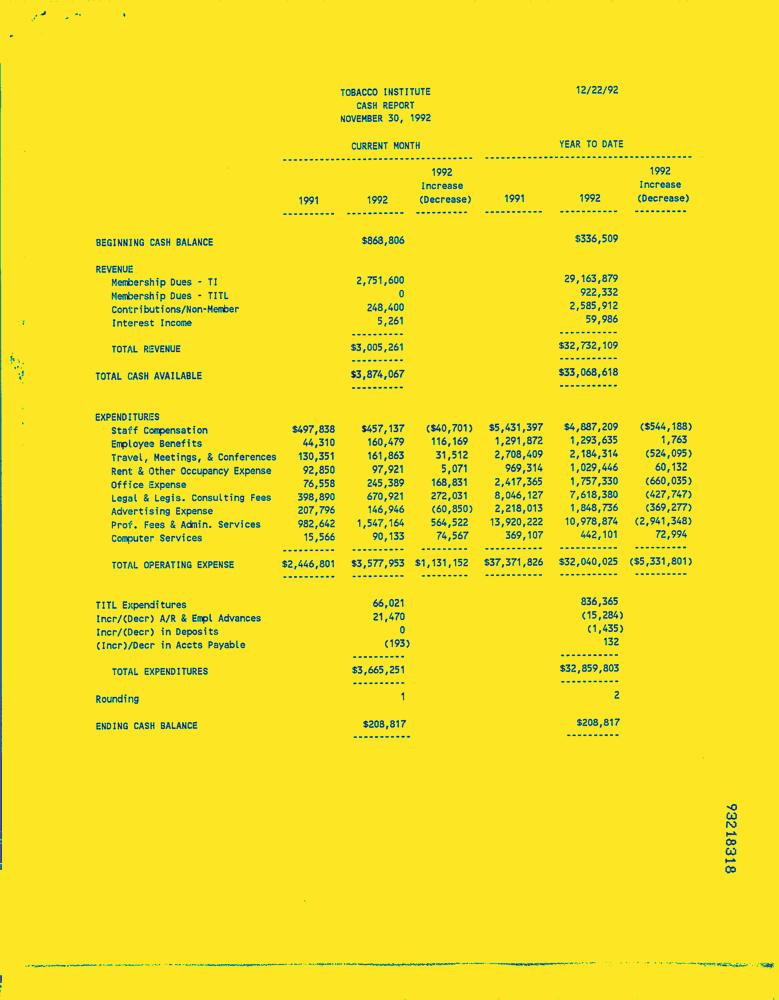 TOBACCO INSTITUTE 12/22/92
CASH REPORT
NOVEMBER 30, 1992
CURRENT MONTH YEAR TO DATE
1992 1992
Increase Increase
1991 1992 (Decrease) 1991 1992 (Decrease)
BEGINNING CASH BALANCE $868,806 $336,509
REVENUE
Membership Dues - TI 2,751,600 29,163,879
Membership Dues - TITL 0 922,332
Contributions/Non-Member 248,400 2,585,912
Interest Income 5,261 59,986
TOTAL REVENUE $3,005,261 $32,732,109
TOTAL CASH AVAILABLE $3,874,067 $33,068,618
EXPENDITURES
Staff Compensation $497,838 $457,137 ($40,701) $5,431,397 $4,887,209 ($544,188)
Employee Benefits 44,310 160,479 116,169 1,291,872 1,293,635 1,763
Travel, Meetings, & Conferences 130,351 161,863 31,512 2,708,409 2,184,314 (524,095)
Rent & Other Occupancy Expense 92,850 97,921 5,071 969,314 1,029,446 60,132
Office Expense 76,558 245,389 168,831 2,417,365 1,757,330 (660,035)
Legal & Legis. Consulting Fees 398,890 670,921 272,031 8,046,127 7,618,380 (427,747)
Advertising Expense 207,796 146,946 (60,850) 2,218,013 1,848,736 (369,277)
Prof. Fees & Admin. Services 982,642 1,547,164 564,522 13,920,222 10,978,874 (2,941,348)
Computer Services 15,566 90,133 74,567 369,107 442,101 72,994
TOTAL OPERATING EXPENSE $2,446,801 $3,577,953 $1,131,152 $37,371,826 $32,040,025 ($5,331,801)
TITL Expenditures 66,021 836,365
Incr/(Decr) A/R & Empl Advances 21,470 (15,284)
Incr/(Decr) in Deposits 0 (1,435)
(Incr)/Decr in Accts Payable (193) 132
TOTAL EXPENDITURES $3,665,251 $32,859,803
Rounding 1 2
ENDING CASH BALANCE $208,817 $208,817
93218318